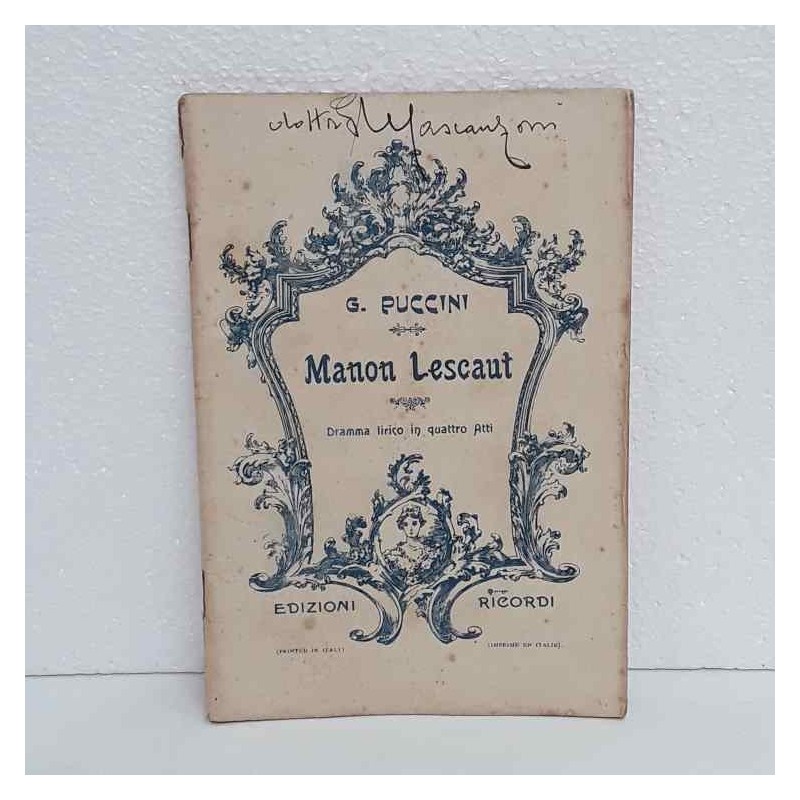 G. PUCCINI
Manon Lescaut
Dramma lirico in quattro Atti
EDIZIONI RICORDI
(PRINTED IN ITALY) (IMPRIMÉ EN ITALIE).